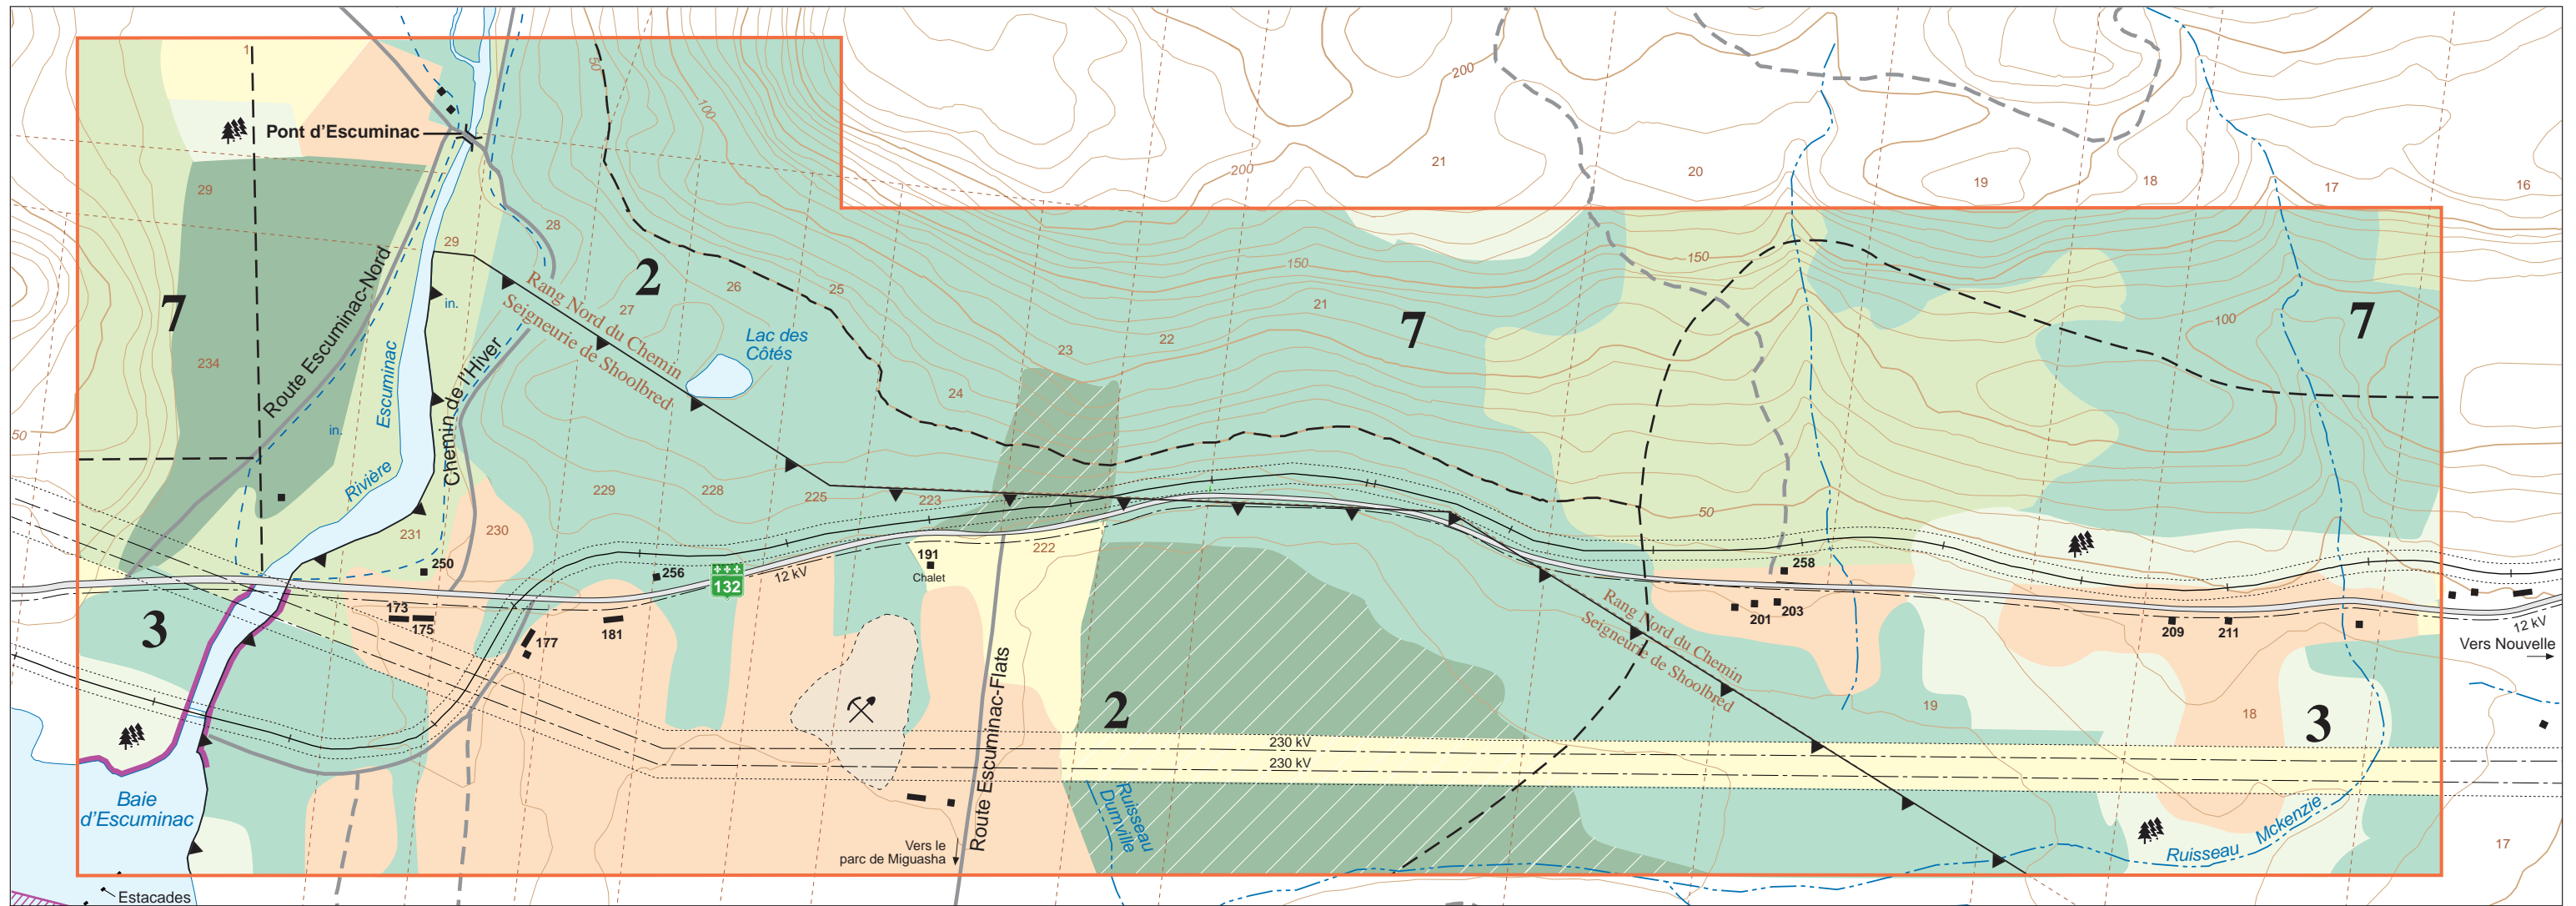 1
50
100
200
200
21
20
19
18
17
16
Pont d'Escuminac
29
28
29
2
Rang Nord du Chemin
Seigneurie de Shoolbred
27
26
25
150
150
21
22
23
24
7
7
7
100
Route Escuminac-Nord
in.
in.
234
Escuminac
Rivière
Chemin de l'Hiver
Lac des
Côtés
50
229
228
225
223
222
231
230
50
250
256
132
12 kV
191
Chalet
258
3
173
175
177
181
201
203
209
211
12 kV
Vers Nouvelle
Rang Nord du Chemin
Seigneurie de Shoolbred
Route Escuminac-Flats
2
19
18
3
230 kV
230 kV
Baie
d'Escuminac
Ruisseau
Dumville
Vers le
parc de Miguasha
Ruisseau Mckenzie
17
Estacades